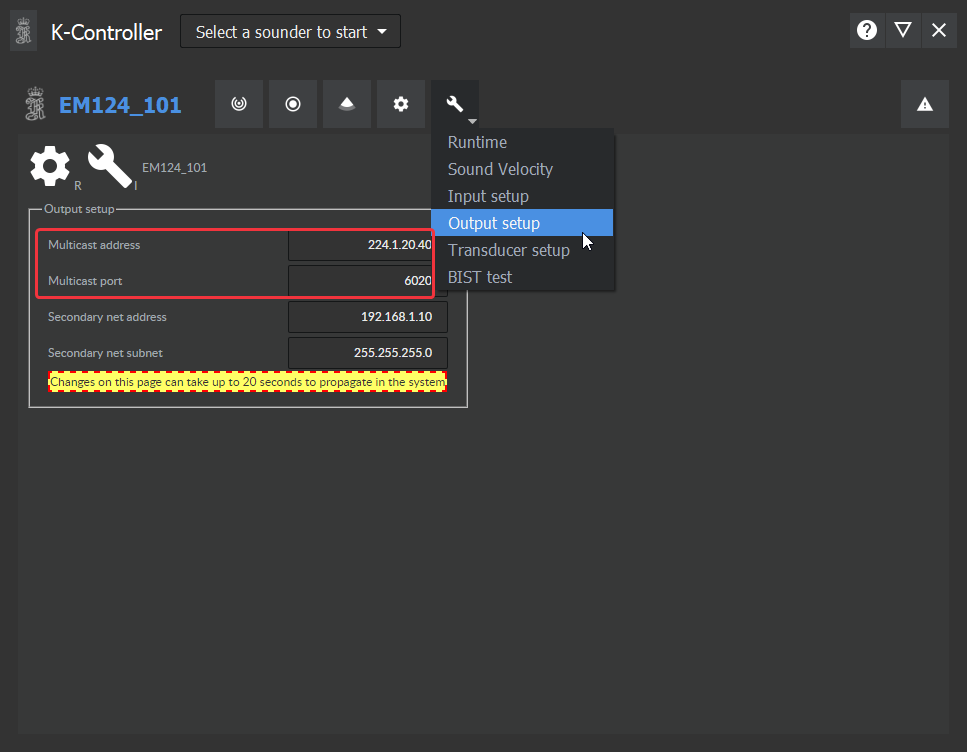 K-Controller
Select a sounder to start
EM124_101
Runtime
Sound Velocity
Input setup
Output setup
Transducer setup
BIST test
R
I
EM124_101
Output setup
Multicast address 224.1.20.40
Multicast port 6020
Secondary net address 192.168.1.10
Secondary net subnet 255.255.255.0
Changes on this page can take up to 20 seconds to propagate in the system